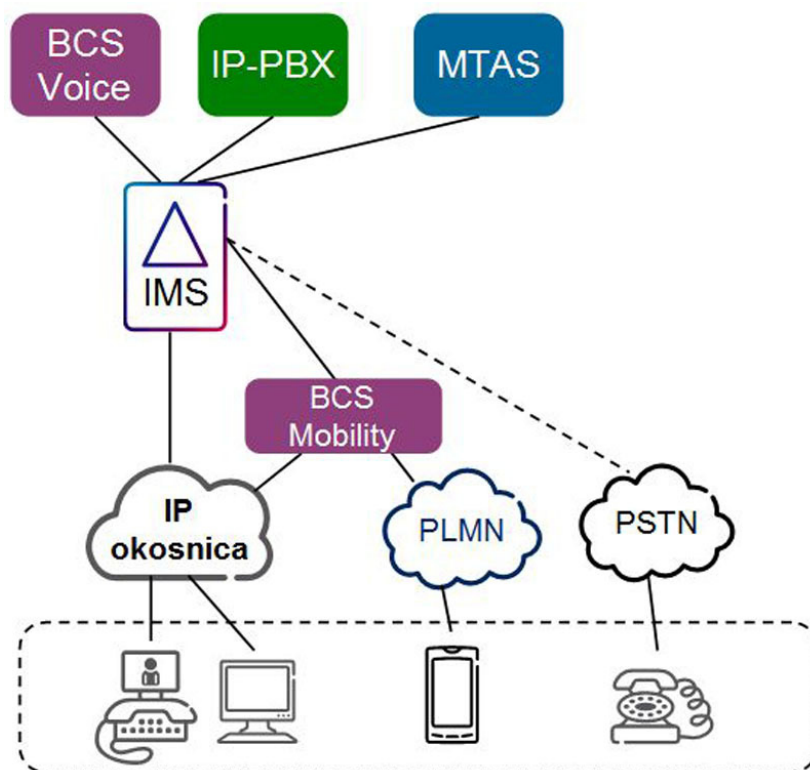 BCS
Voice
IP-PBX
MTAS
IMS
BCS
Mobility
IP
okosnica
PLMN
PSTN